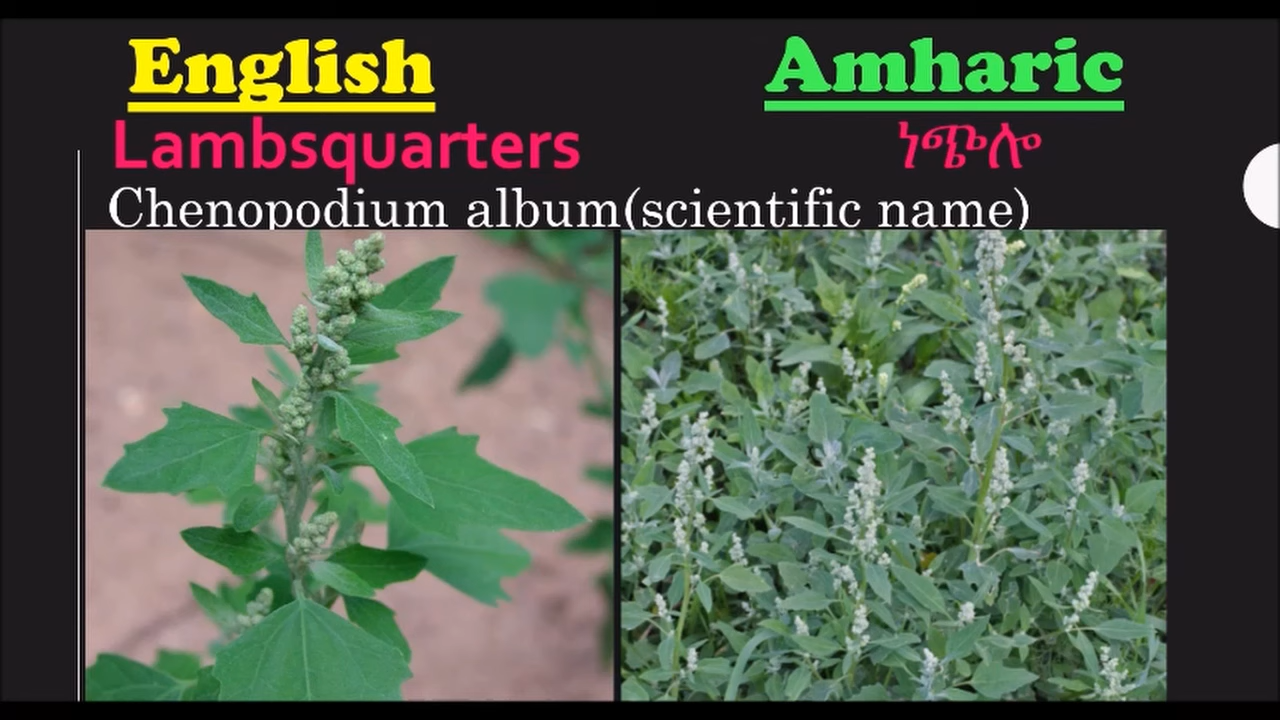 English Amharic
Lambsquarters ነጭሎ
Chenopodium album(scientific name)